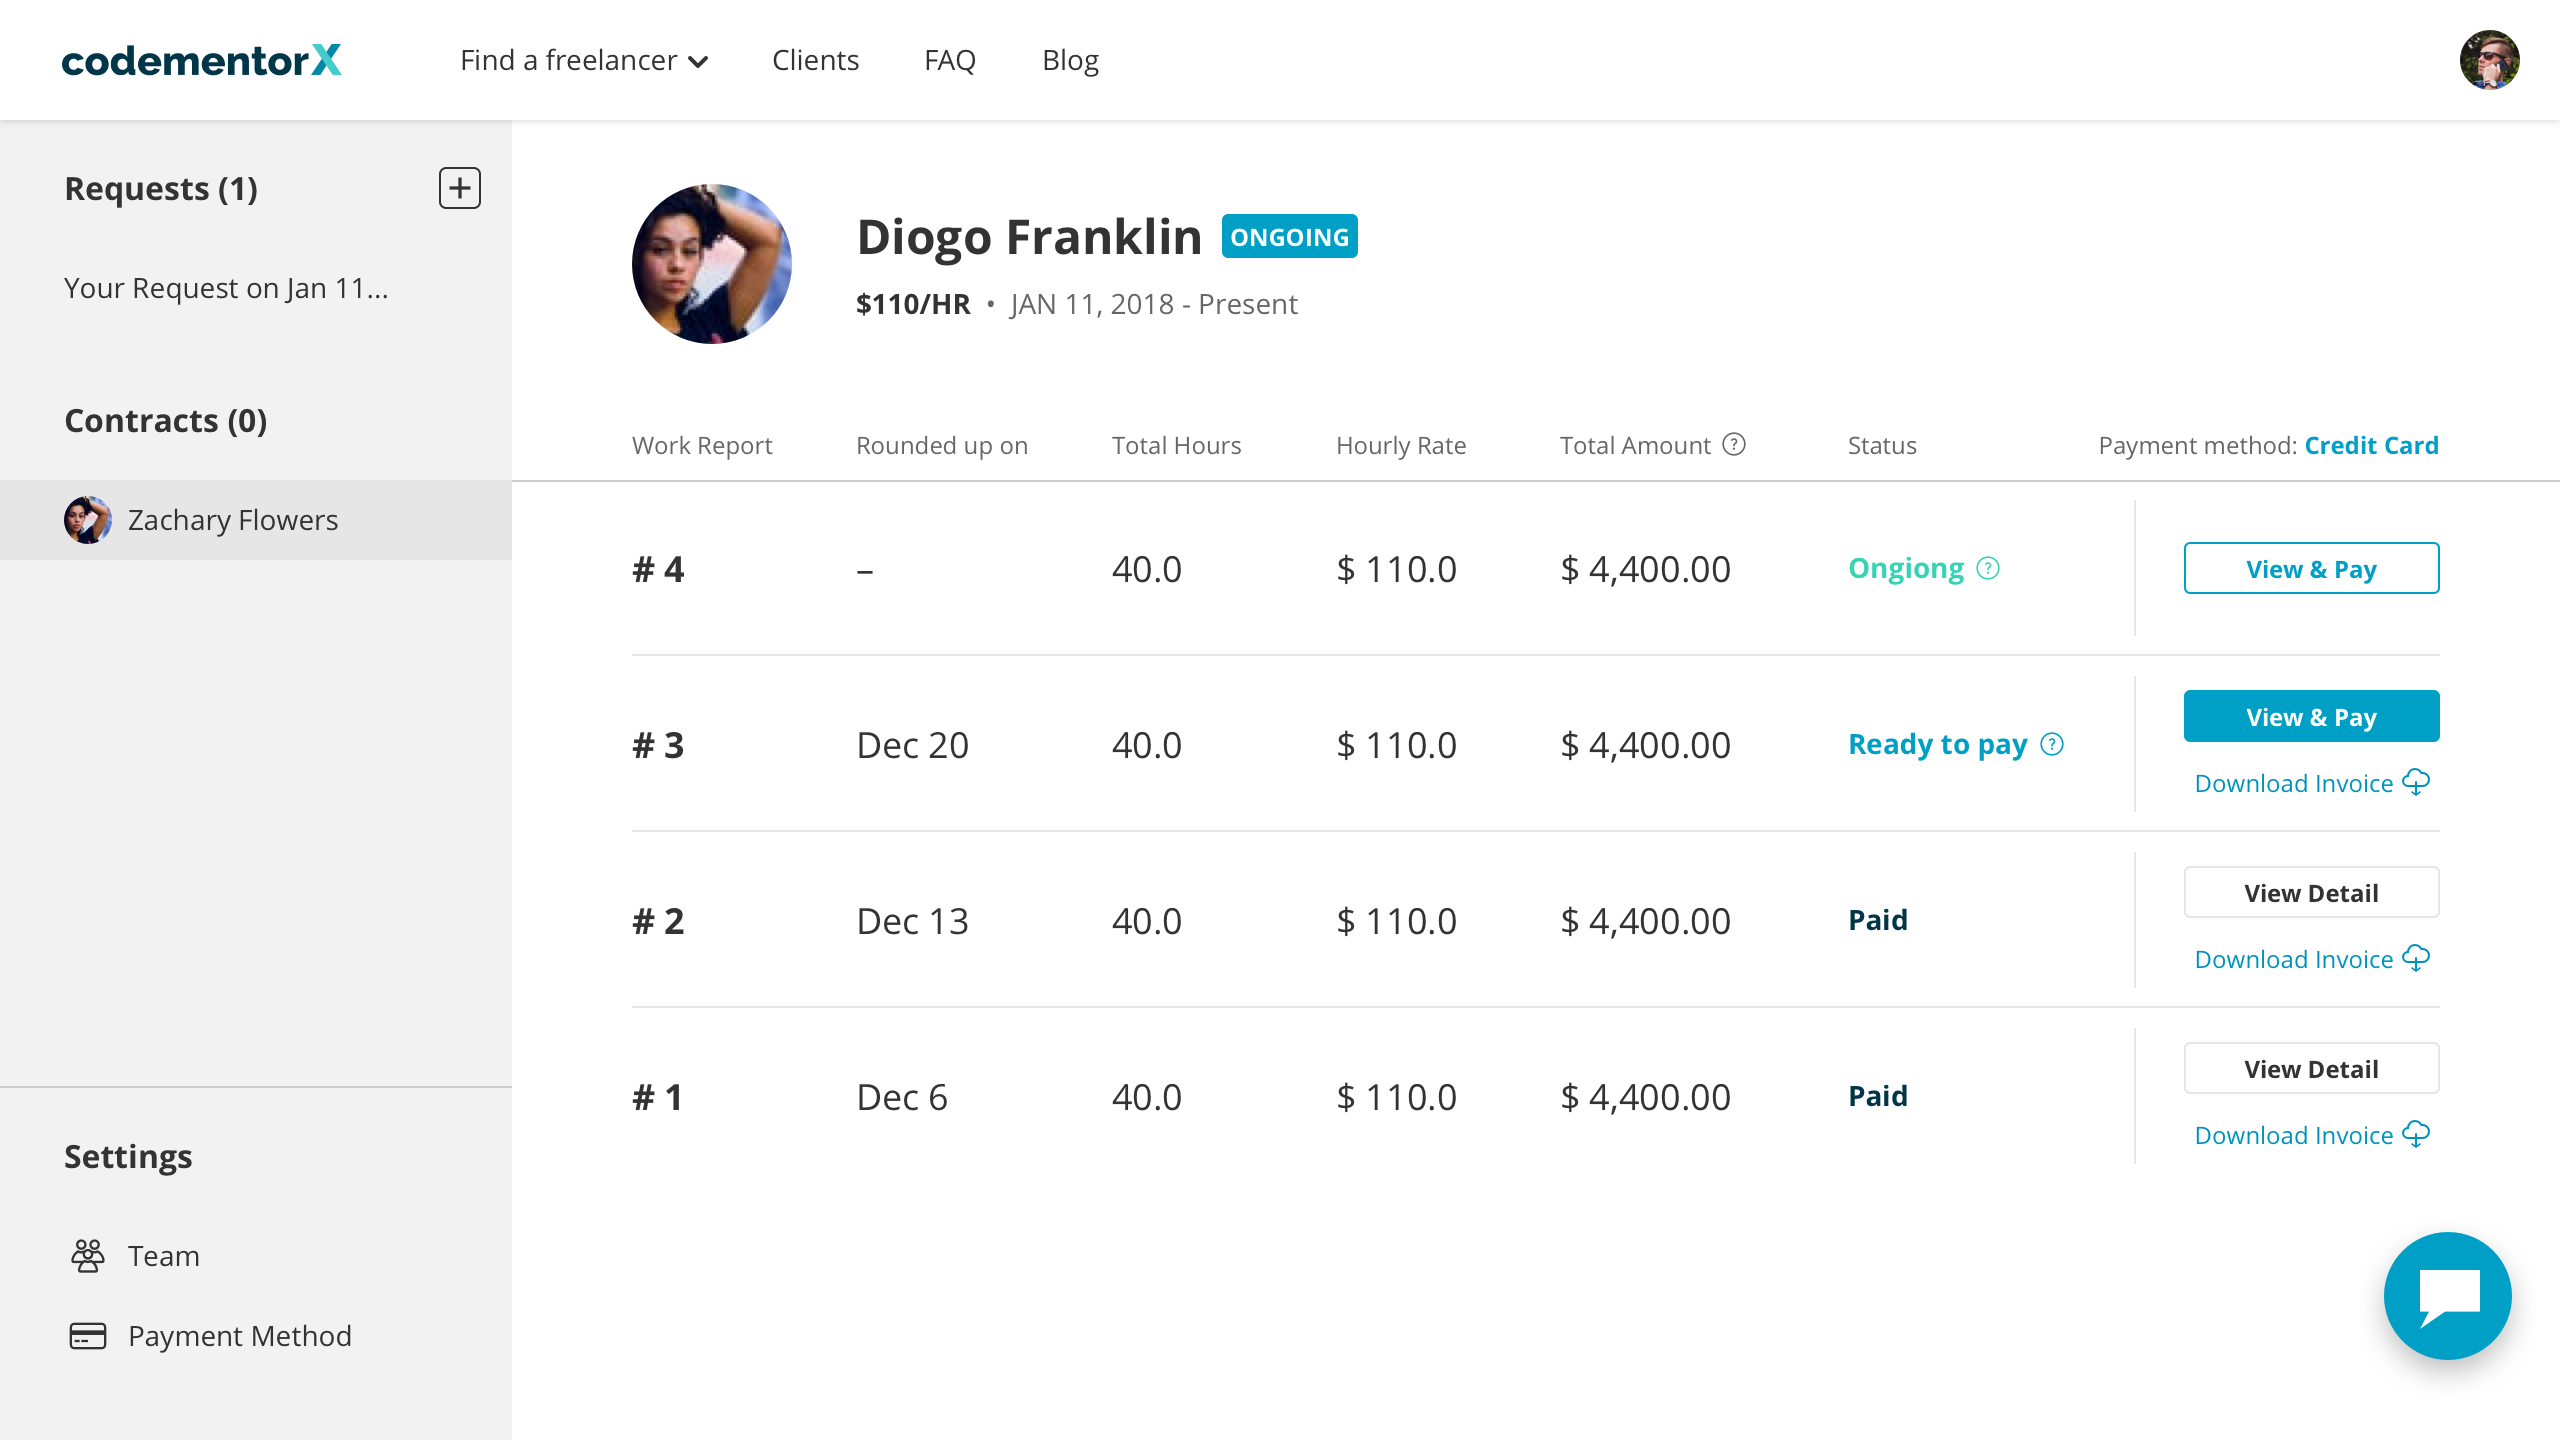 codementorX
Find a freelancer
Clients
FAQ
Blog
Requests (1)
Your Request on Jan 11...
Contracts (0)
Zachary Flowers
Settings
Team
Payment Method
Diogo Franklin ONGOING
$110/HR • JAN 11, 2018 - Present
Work Report Rounded up on Total Hours Hourly Rate Total Amount ? Status Payment method: Credit Card
# 4 – 40.0 $ 110.0 $ 4,400.00 Ongiong ? View & Pay
# 3 Dec 20 40.0 $ 110.0 $ 4,400.00 Ready to pay ? View & Pay
Download Invoice
# 2 Dec 13 40.0 $ 110.0 $ 4,400.00 Paid View Detail
Download Invoice
# 1 Dec 6 40.0 $ 110.0 $ 4,400.00 Paid View Detail
Download Invoice